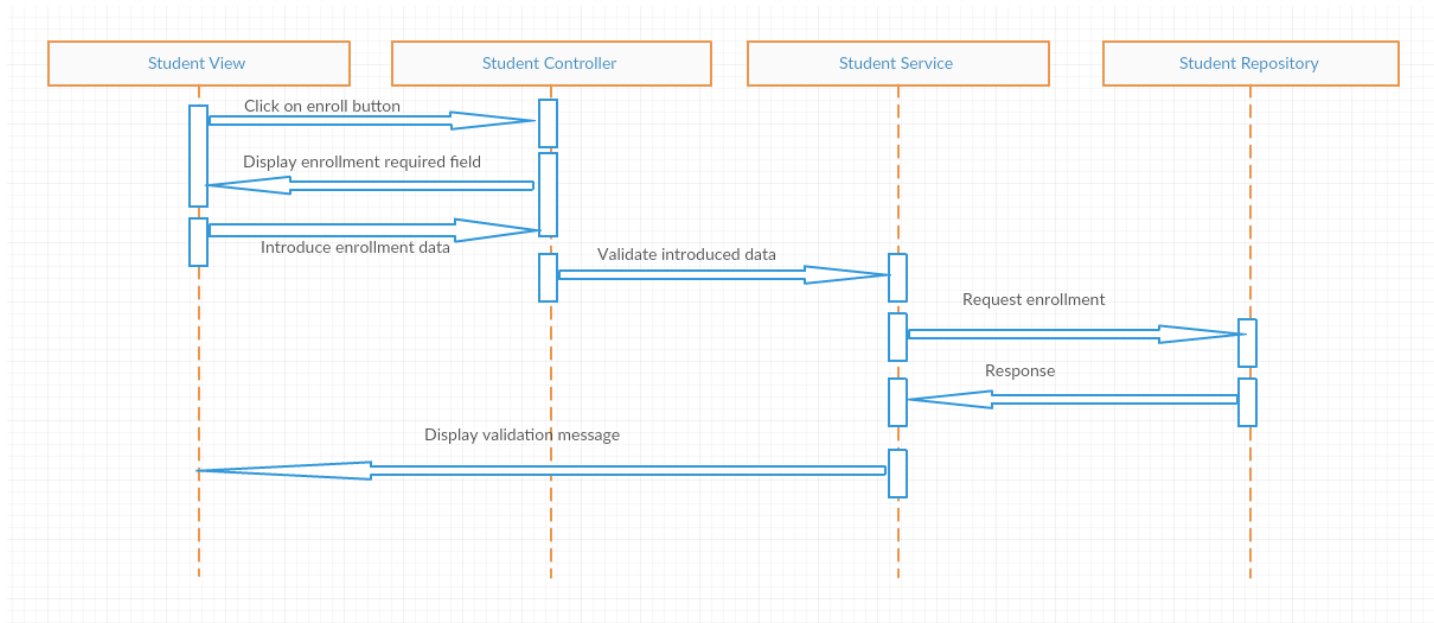 Student View
Student Controller
Student Service
Student Repository
Click on enroll button
Display enrollment required field
Introduce enrollment data
Validate introduced data
Request enrollment
Response
Display validation message